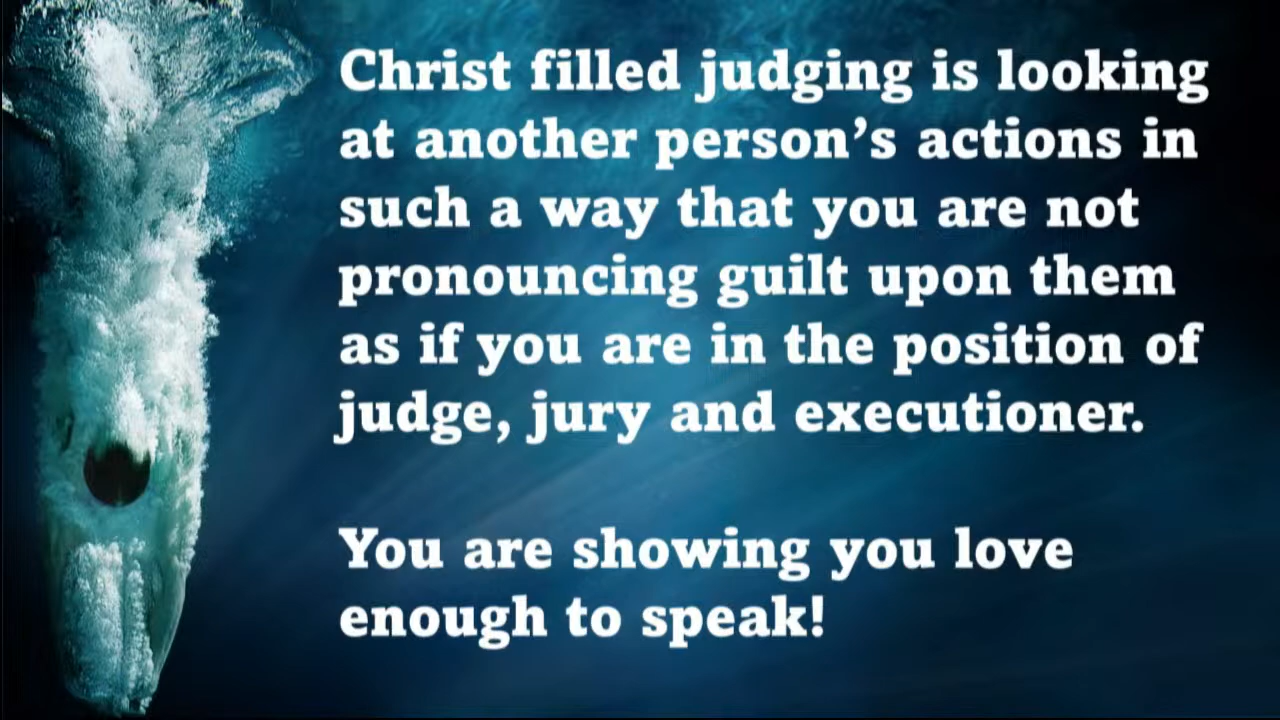 Christ filled judging is looking
at another person’s actions in
such a way that you are not
pronouncing guilt upon them
as if you are in the position of
judge, jury and executioner.
You are showing you love
enough to speak!